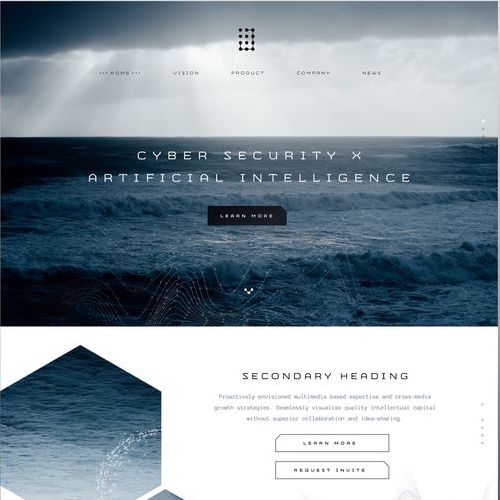 HOME
VISION
PRODUCT
COMPANY
NEWS
CYBER SECURITY X
ARTIFICIAL INTELLIGENCE
LEARN MORE
SECONDARY HEADING
Proactively envisioned multimedia based expertise and cross-media
growth strategies. Seamlessly visualize quality intellectual capital
without superior collaboration and idea-sharing.
LEARN MORE
REQUEST INVITE